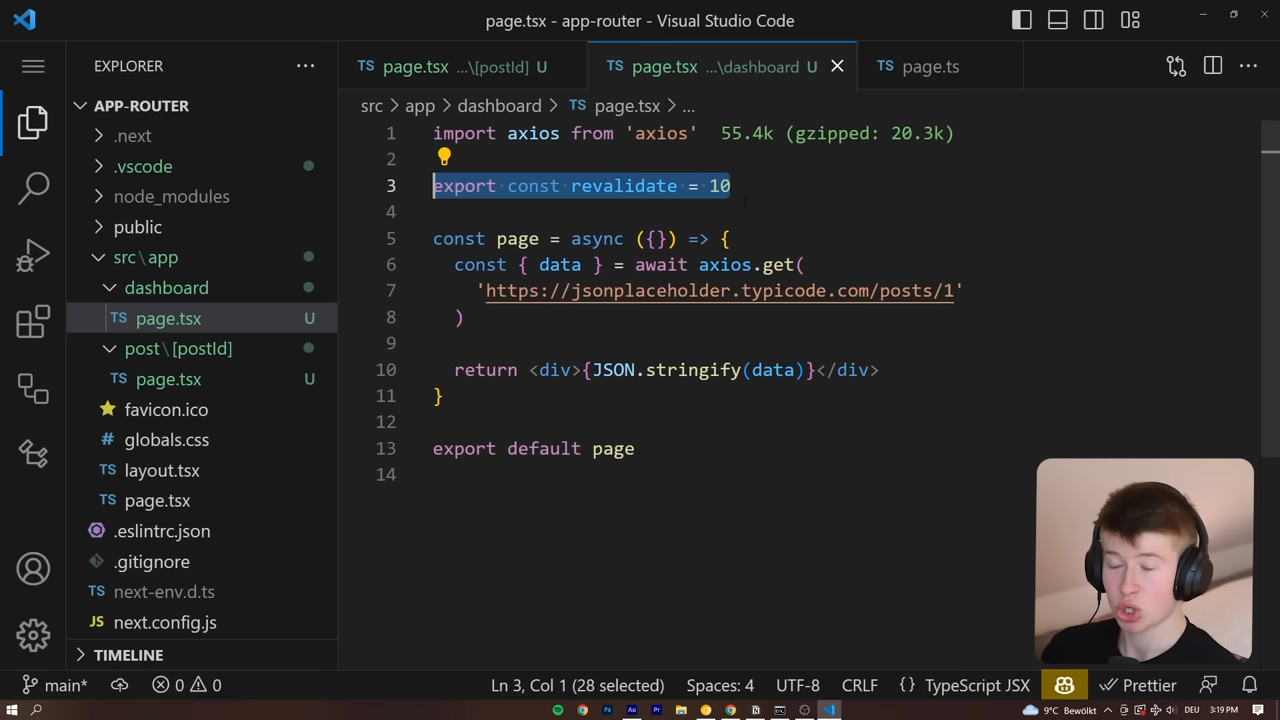 page.tsx - app-router - Visual Studio Code
EXPLORER
APP-ROUTER
.next
.vscode
node_modules
public
src\app
dashboard
page.tsx U
post\[postId]
page.tsx U
favicon.ico
globals.css
layout.tsx
page.tsx
.eslintrc.json
.gitignore
next-env.d.ts
next.config.js
TIMELINE
TS page.tsx ...\[postId] U
TS page.tsx ...\dashboard U
TS page.ts
src > app > dashboard > TS page.tsx > ...
1 import axios from 'axios' 55.4k (gzipped: 20.3k)
2
3 export const revalidate = 10
4
5 const page = async ({}) => {
6 const { data } = await axios.get(
7 'https://jsonplaceholder.typicode.com/posts/1'
8 )
9
10 return <div>{JSON.stringify(data)}</div>
11 }
12
13 export default page
14
main* 0 0 Ln 3, Col 1 (28 selected) Spaces: 4 UTF-8 CRLF {} TypeScript JSX Prettier
9°C Bewölkt DEU 3:19 PM